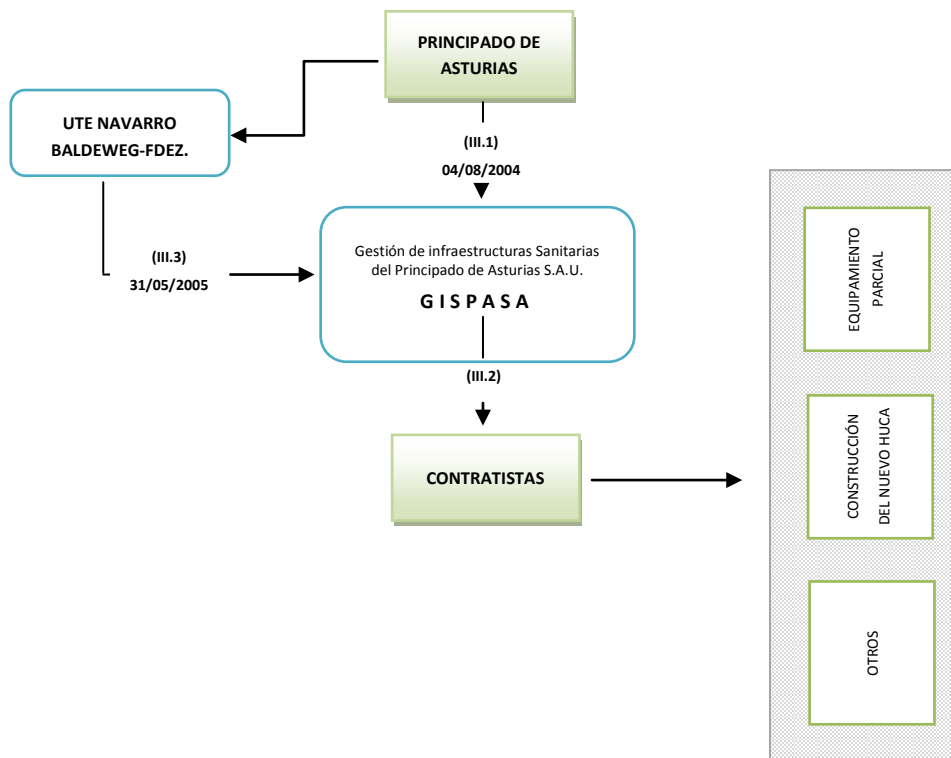 PRINCIPADO DE
ASTURIAS
UTE NAVARRO
BALDEWEG-FDEZ.
(III.1)
04/08/2004
(III.3)
31/05/2005
Gestión de infraestructuras Sanitarias
del Principado de Asturias S.A.U.
G I S P A S A
(III.2)
CONTRATISTAS
EQUIPAMIENTO
PARCIAL
CONSTRUCCIÓN
DEL NUEVO HUCA
OTROS